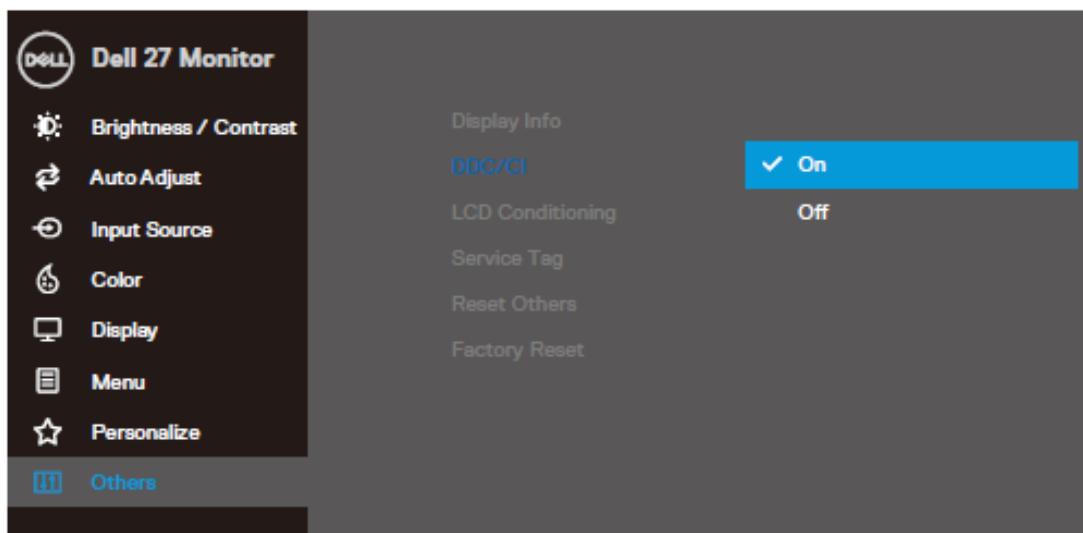 DELL
Dell 27 Monitor
Brightness / Contrast
Auto Adjust
Input Source
Color
Display
Menu
Personalize
Others
Display Info
DDC/CI
LCD Conditioning
Service Tag
Reset Others
Factory Reset
On
Off